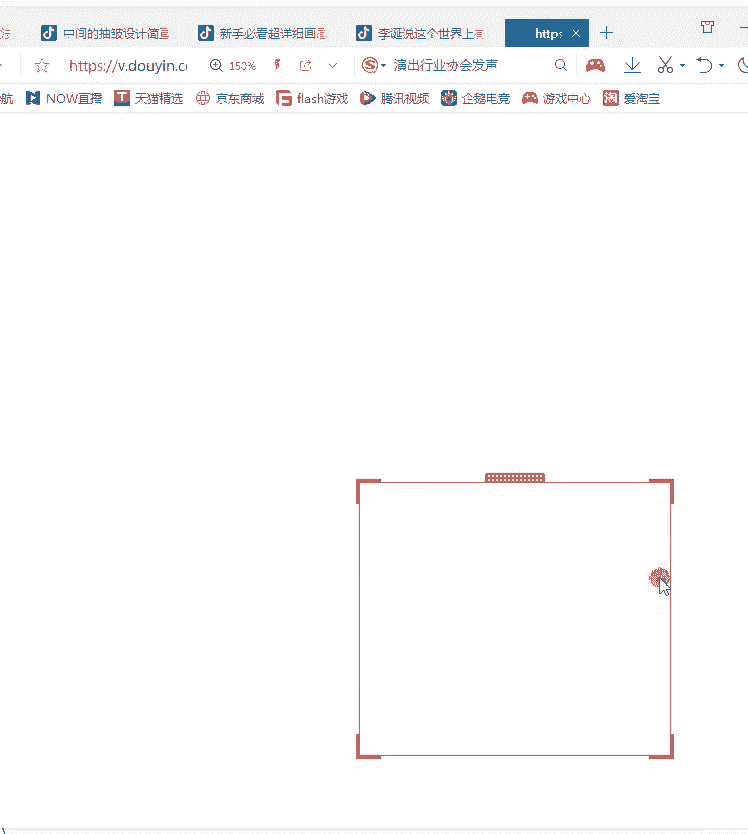 中间的抽皱设计简直 新手必看超详细画眉 李诞说这个世界上有 https
https://v.douyin.co 150% 演出行业协会发声
航 NOW直播 天猫精选 京东商城 flash游戏 腾讯视频 企鹅电竞 游戏中心 爱淘宝